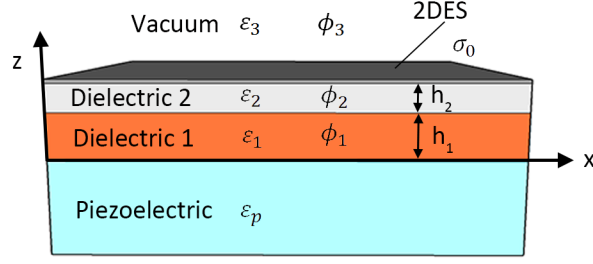 2DES
Vacuum ε₃ ϕ₃
σ₀
z
Dielectric 2 ε₂ ϕ₂ h₂
Dielectric 1 ε₁ ϕ₁ h₁
x
Piezoelectric εₚ